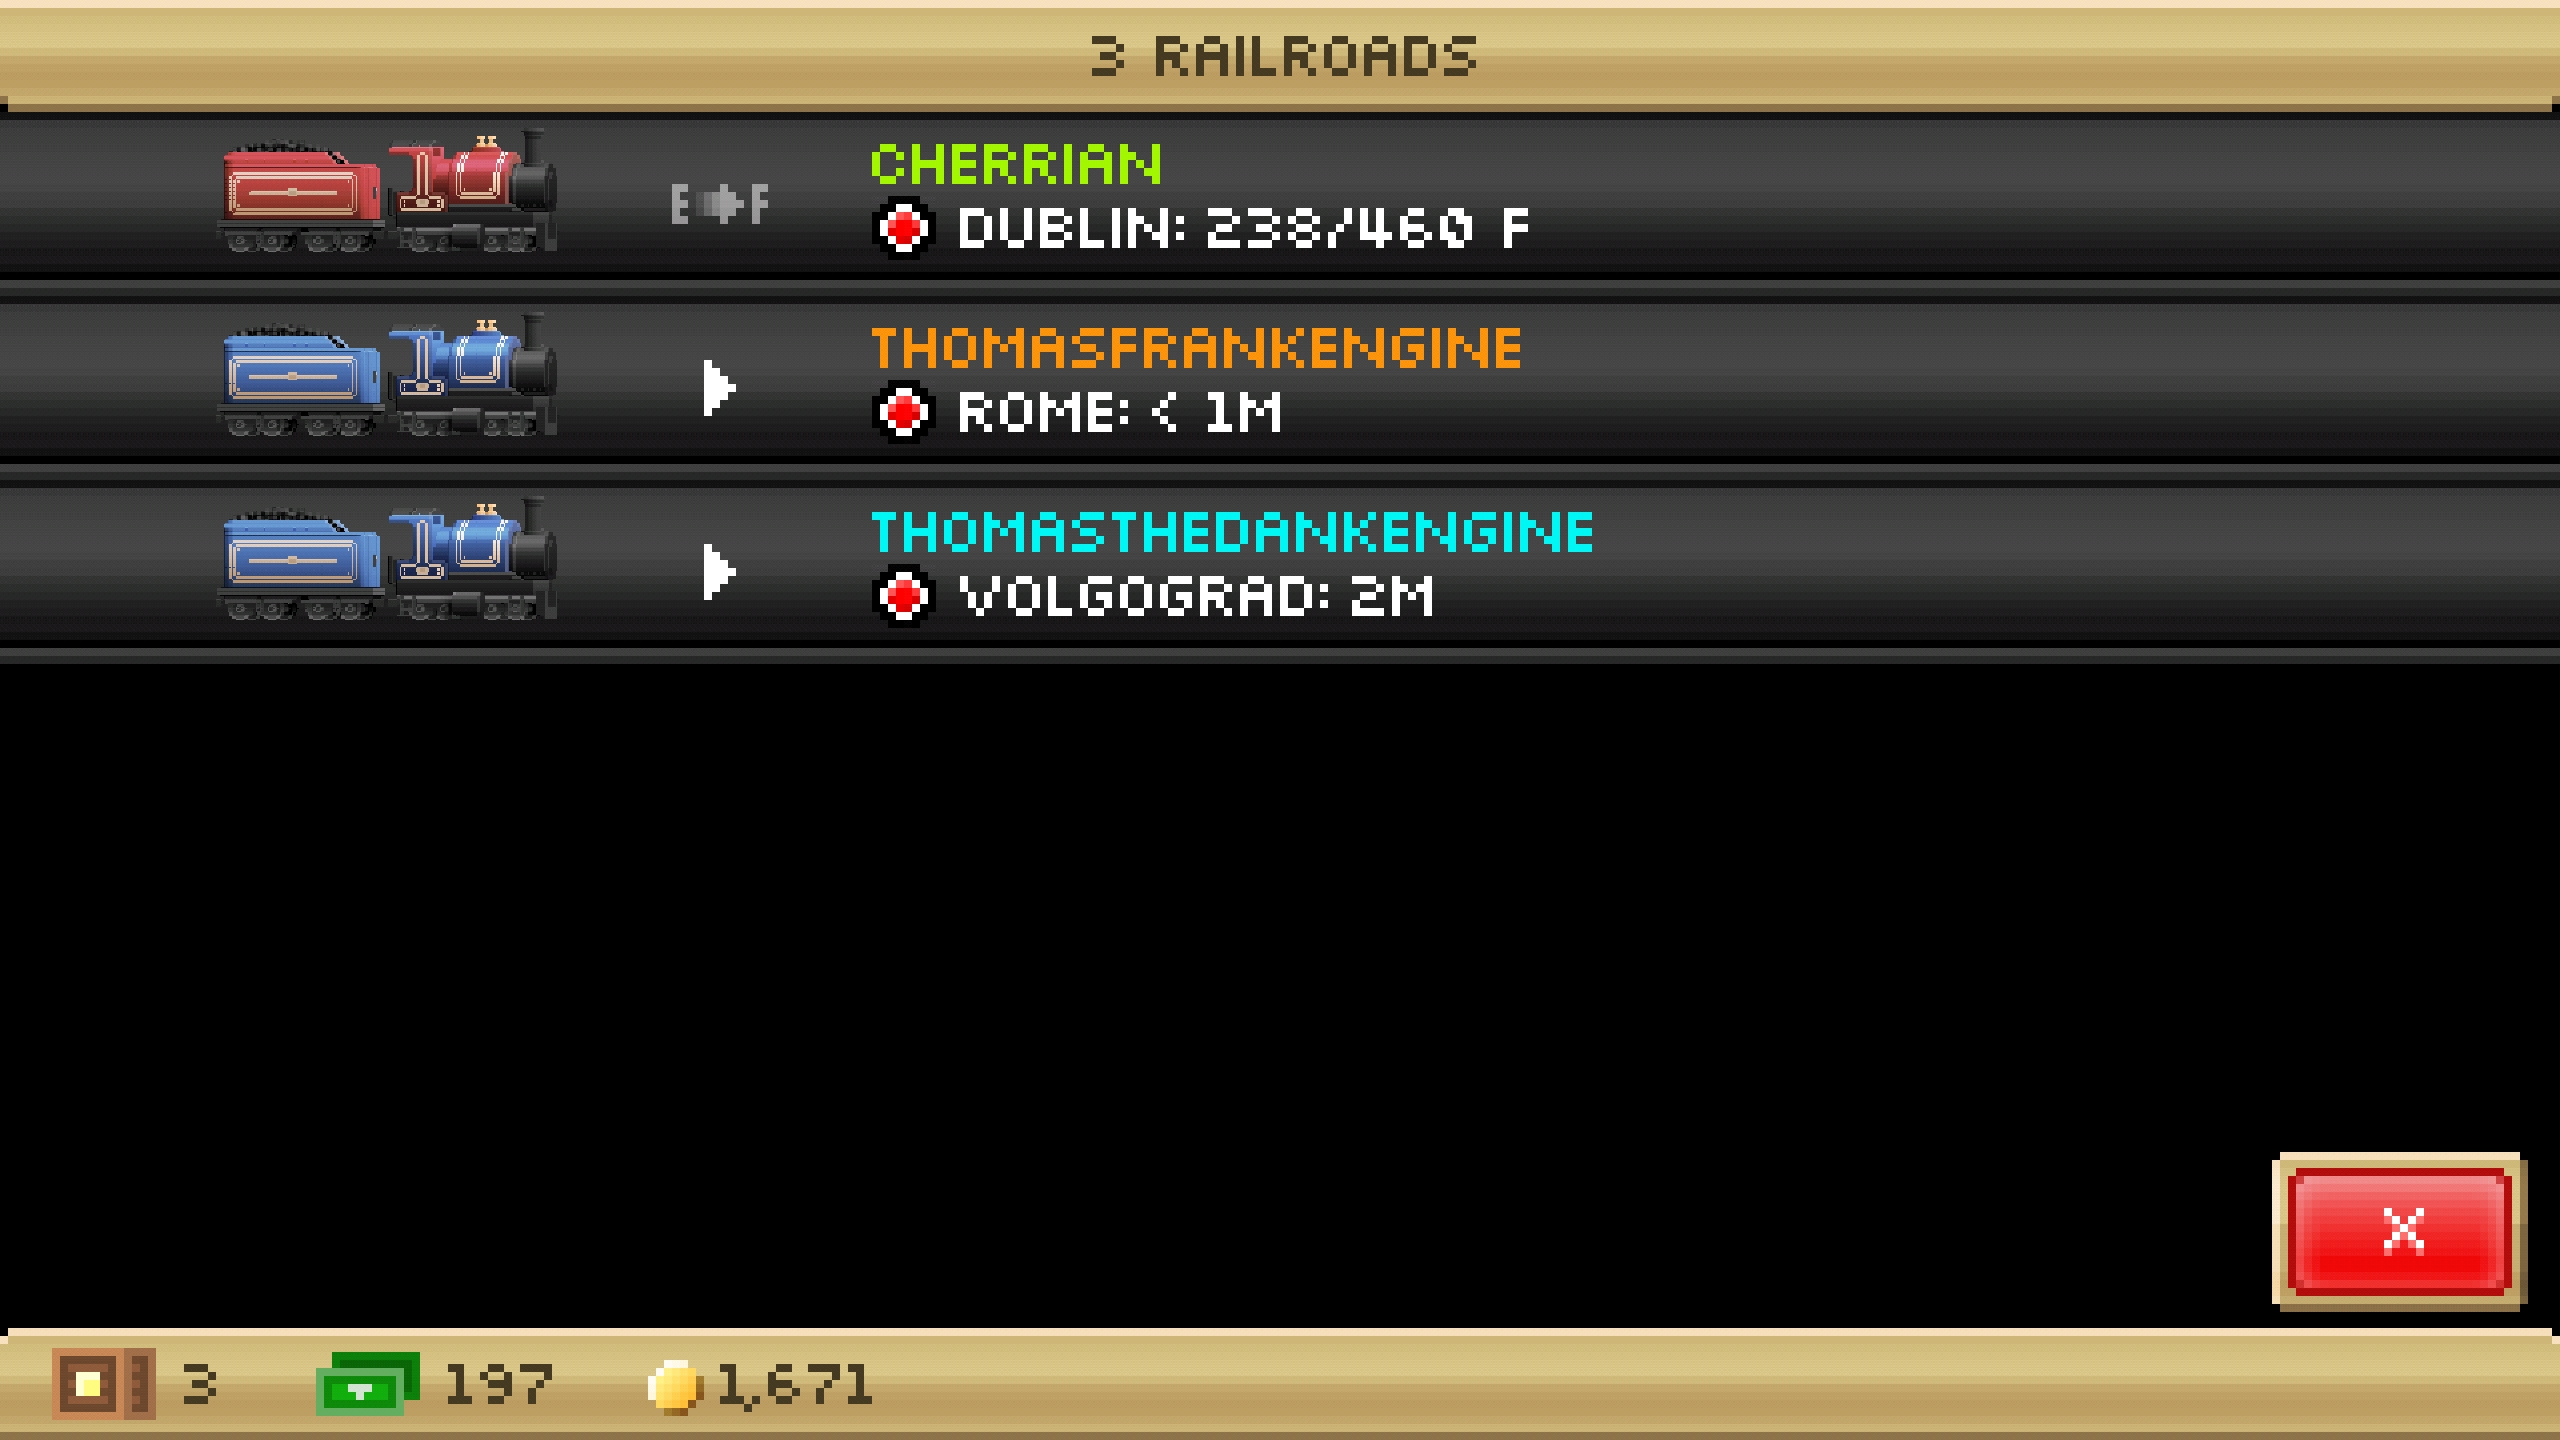 3 RAILROADS
CHERRIAN
E F
DUBLIN: 238/460 F
THOMASFRANKENGINE
ROME: < 1M
THOMASTHEDANKENGINE
VOLGOGRAD: 2M
X
3 197 1,671